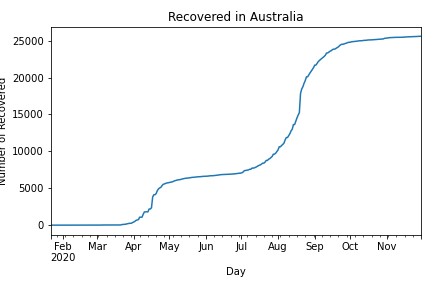 Recovered in Australia
Number of Recovered
25000
20000
15000
10000
5000
0
Feb Mar Apr May Jun Jul Aug Sep Oct Nov
2020
Day